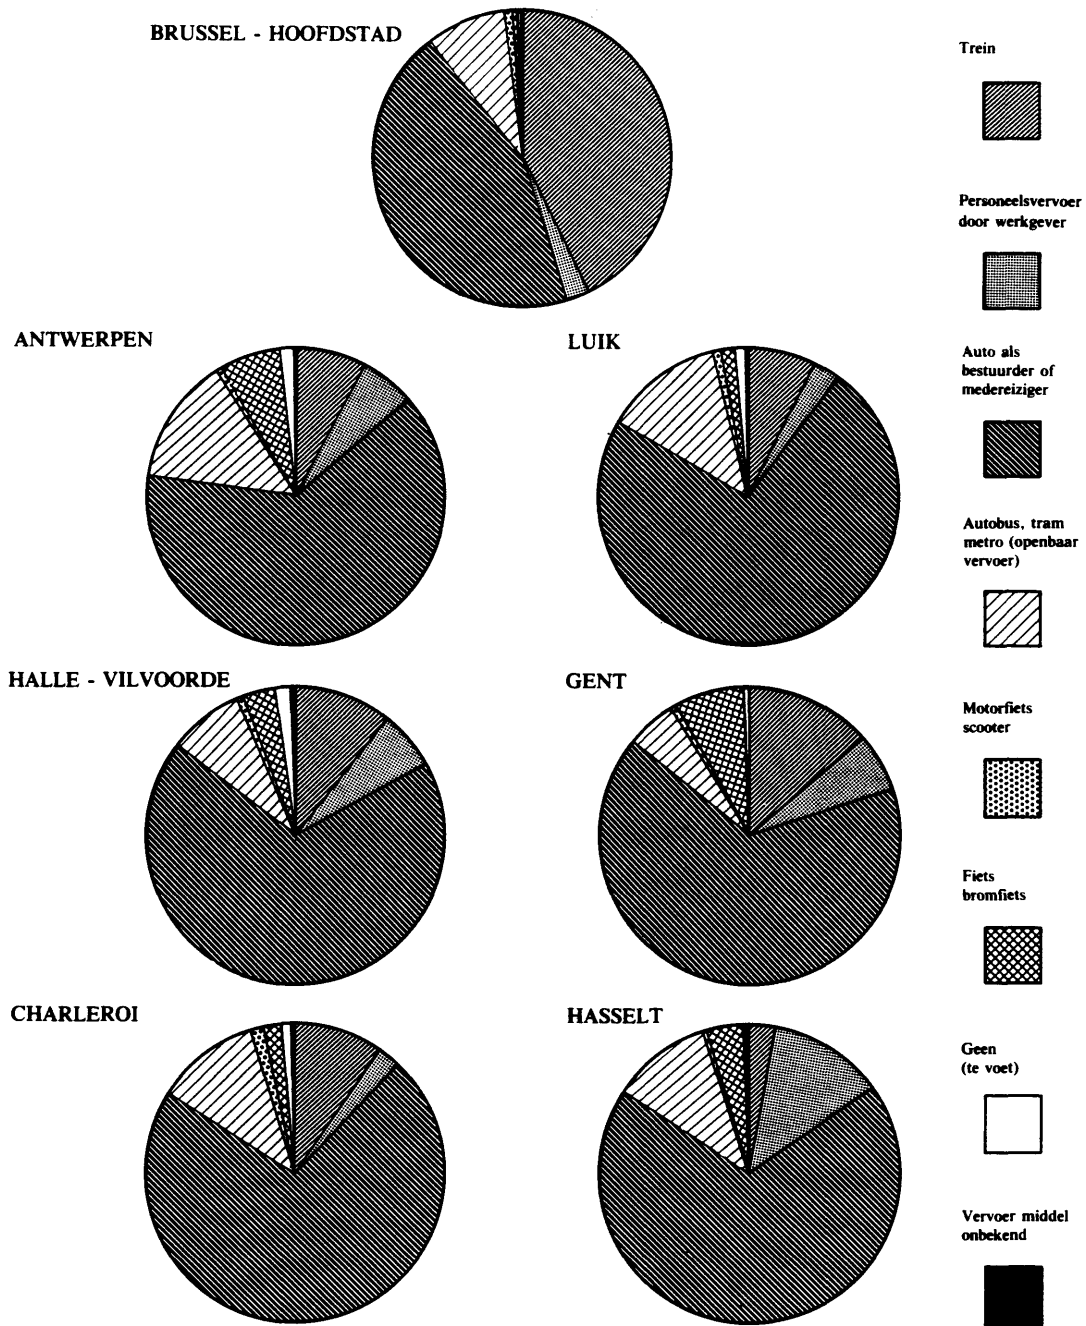 BRUSSEL - HOOFDSTAD
ANTWERPEN
LUIK
HALLE - VILVOORDE
GENT
CHARLEROI
HASSELT
Trein
Personeelsvervoer
door werkgever
Auto als
bestuurder of
medereiziger
Autobus, tram
metro (openbaar
vervoer)
Motorfiets
scooter
Fiets
bromfiets
Geen
(te voet)
Vervoer middel
onbekend